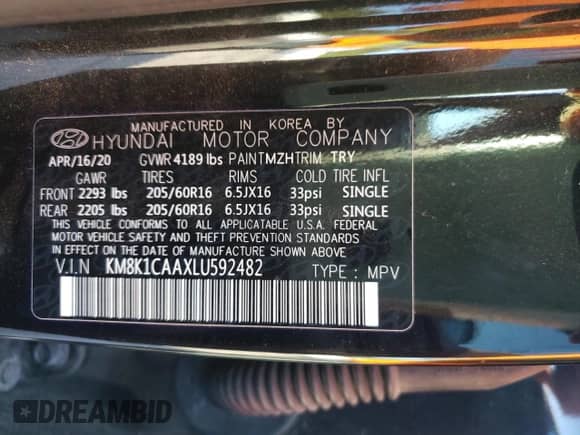 MANUFACTURED IN KOREA BY
HYUNDAI MOTOR COMPANY
APR/16/20 GVWR 4189 lbs PAINT MZH TRIM TRY
GAWR TIRES RIMS COLD TIRE INFL
FRONT 2293 lbs 205/60R16 6.5JX16 33psi SINGLE
REAR 2205 lbs 205/60R16 6.5JX16 33psi SINGLE
THIS VEHICLE CONFORMS TO ALL APPLICATABLE U.S.A. FEDERAL
MOTOR VEHICLE SAFETY AND THEFT PREVENTION STANDARDS
IN EFFECT ON THE DATE OF MANUFACTURE SHOWN ABOVE.
V.I.N KM8K1CAAXLU592482 TYPE : MPV
DREAMBID